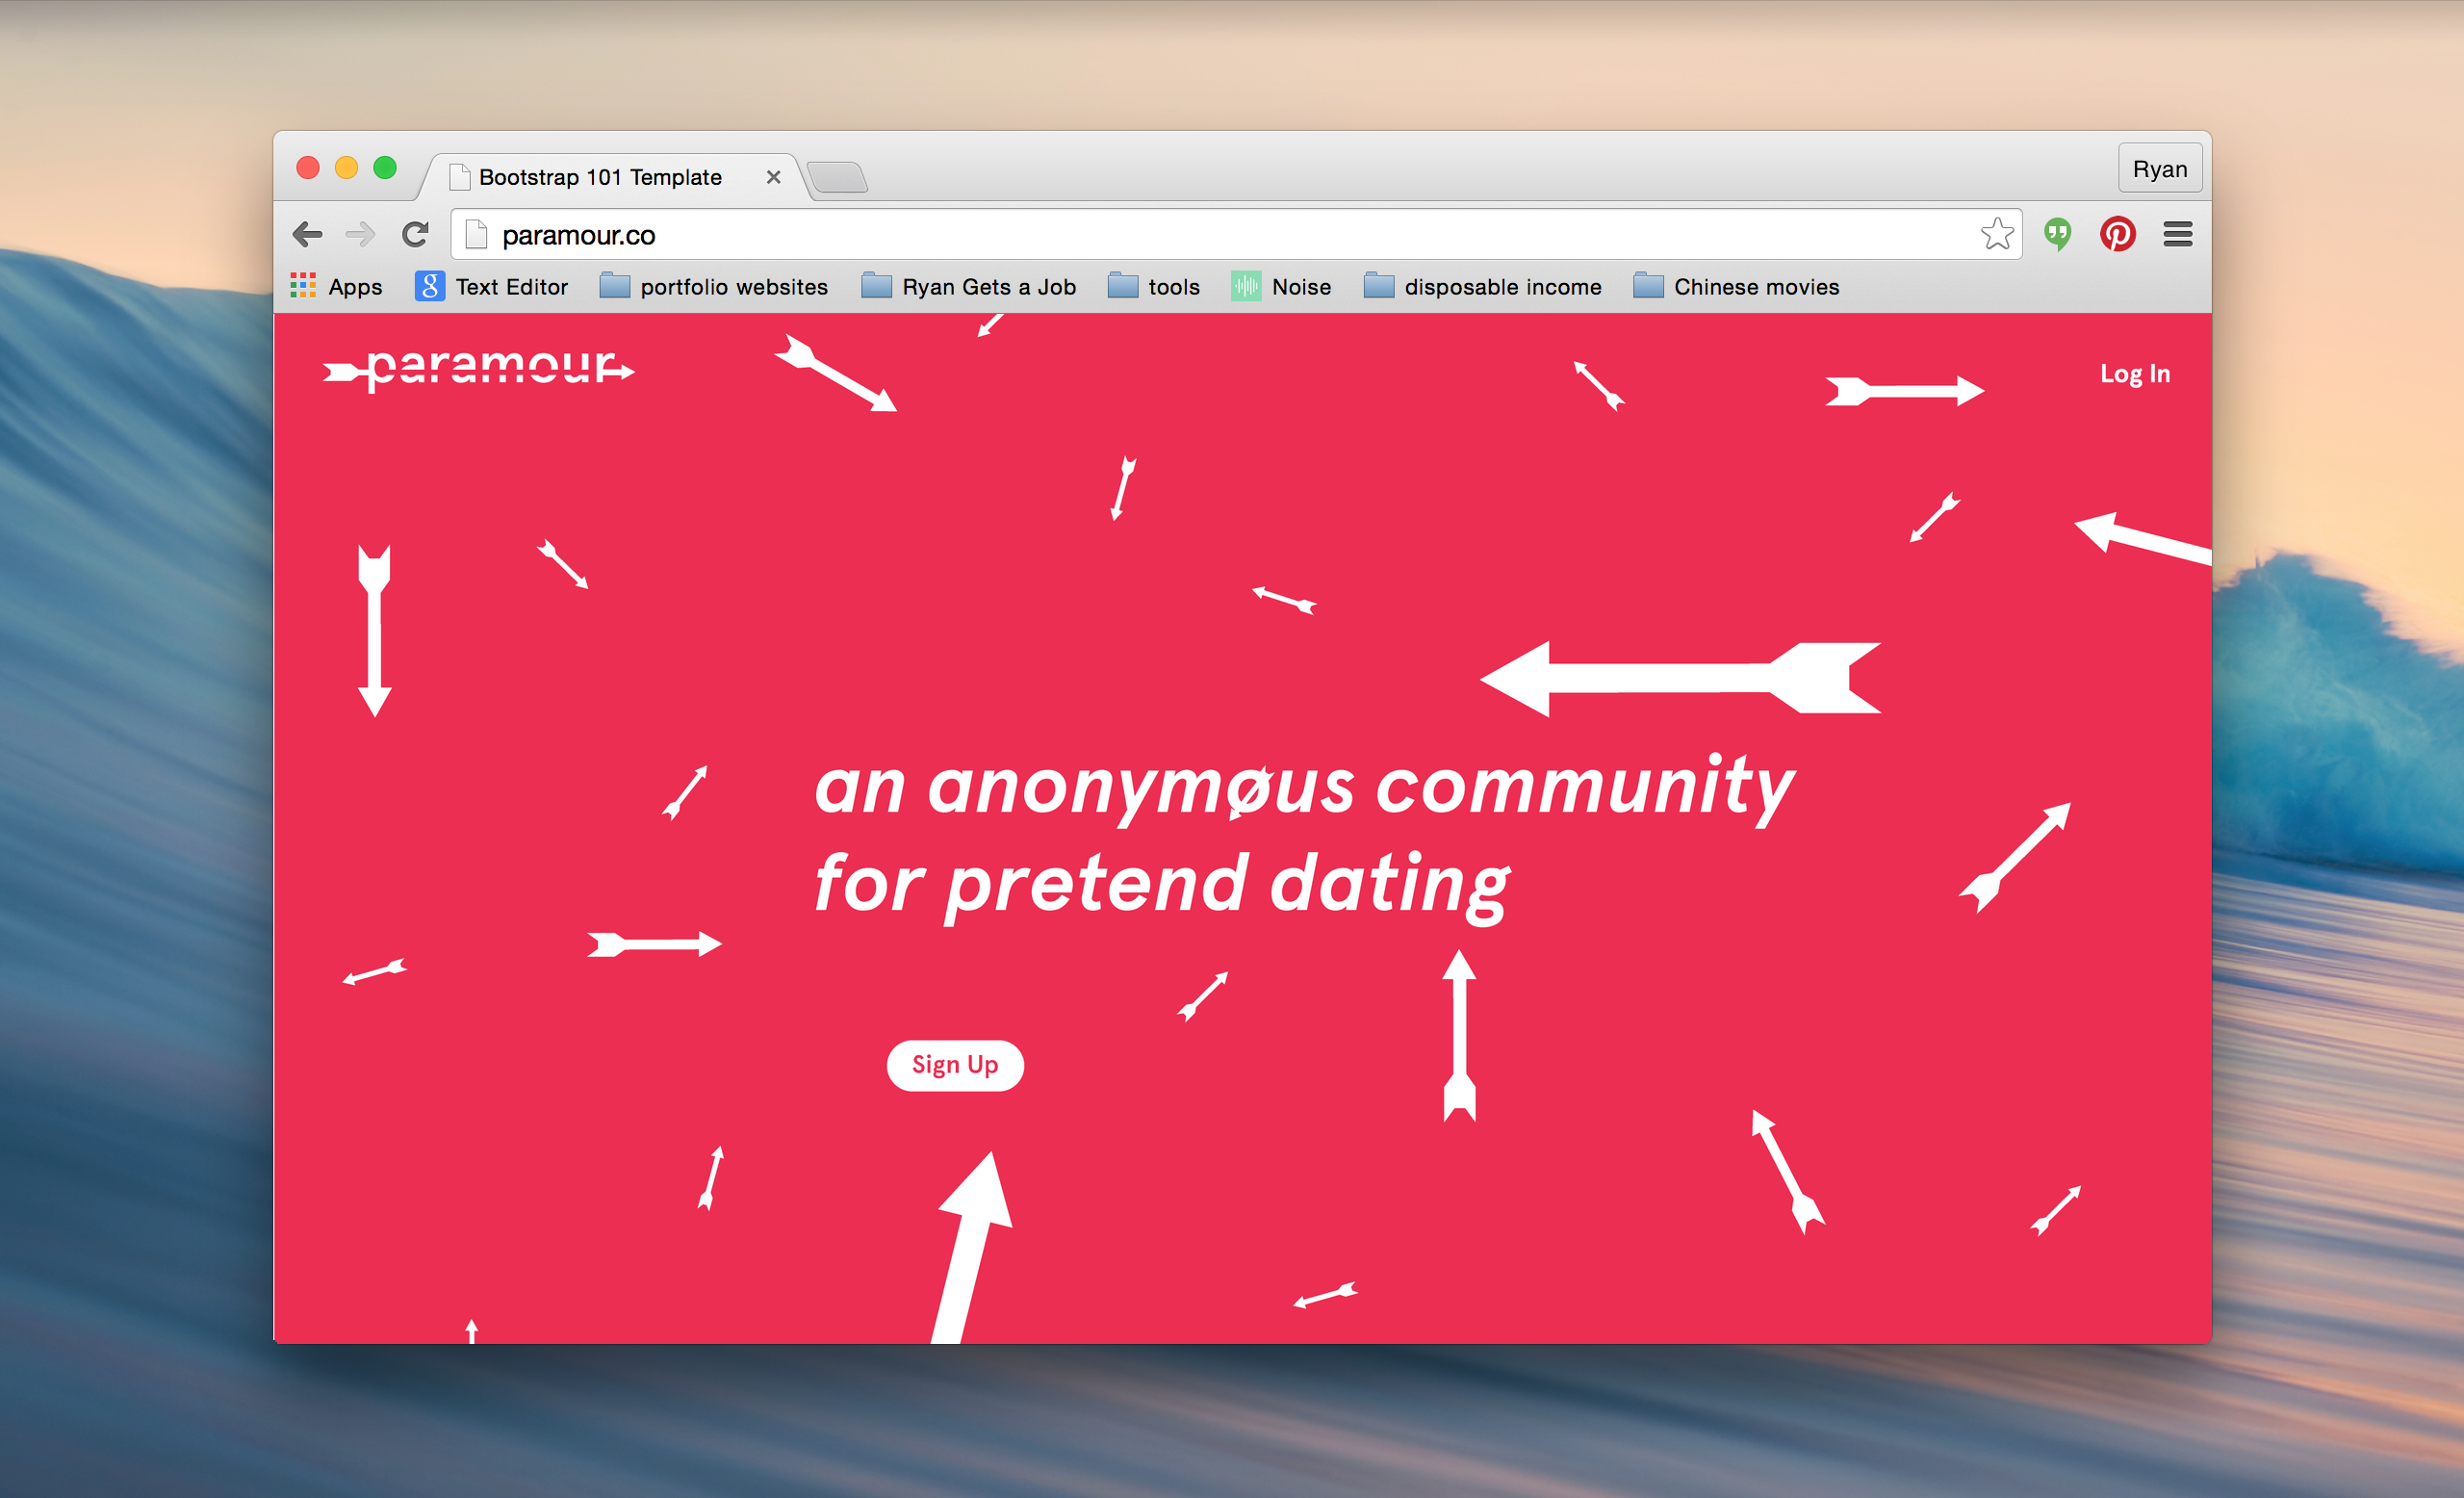 Bootstrap 101 Template
Ryan
paramour.co
Apps
Text Editor
portfolio websites
Ryan Gets a Job
tools
Noise
disposable income
Chinese movies
paramour
Log In
an anonymous community
for pretend dating
Sign Up